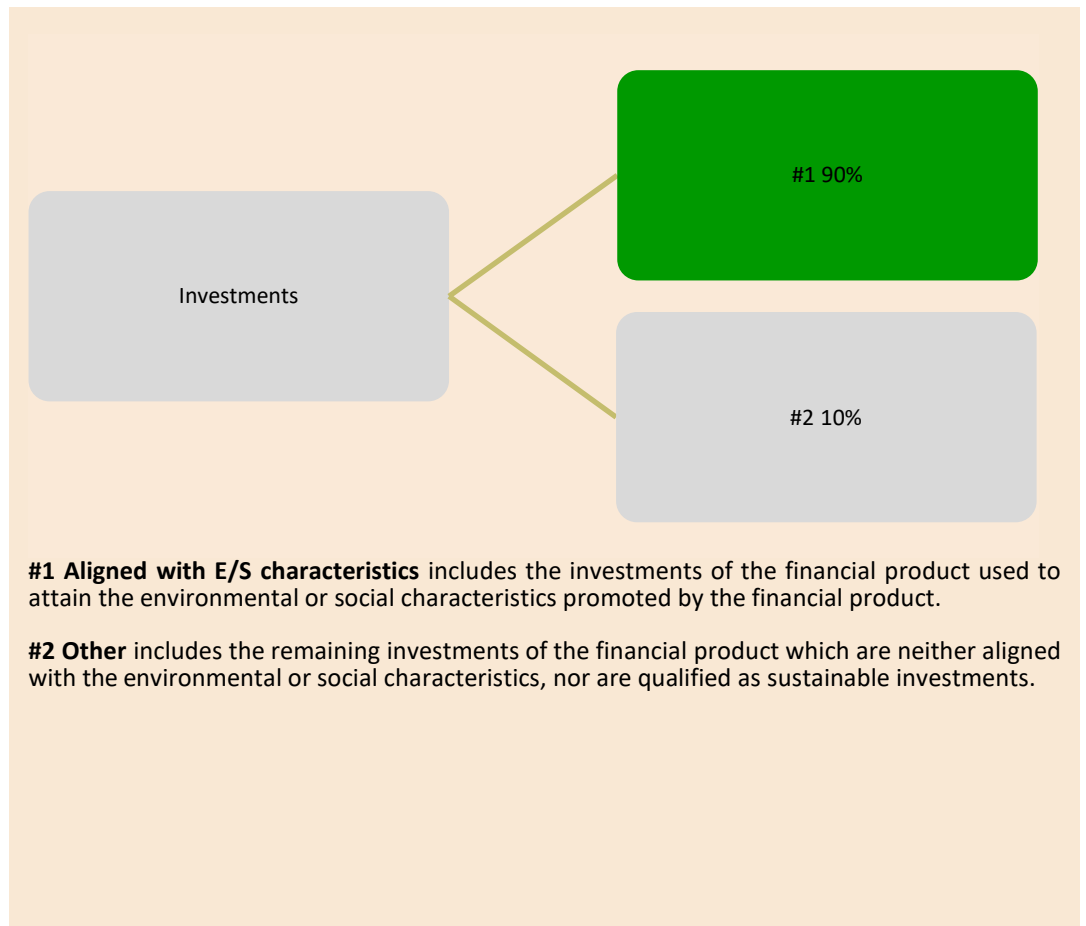 #1 90%
Investments
#2 10%
#1 Aligned with E/S characteristics includes the investments of the financial product used to
attain the environmental or social characteristics promoted by the financial product.
#2 Other includes the remaining investments of the financial product which are neither aligned
with the environmental or social characteristics, nor are qualified as sustainable investments.